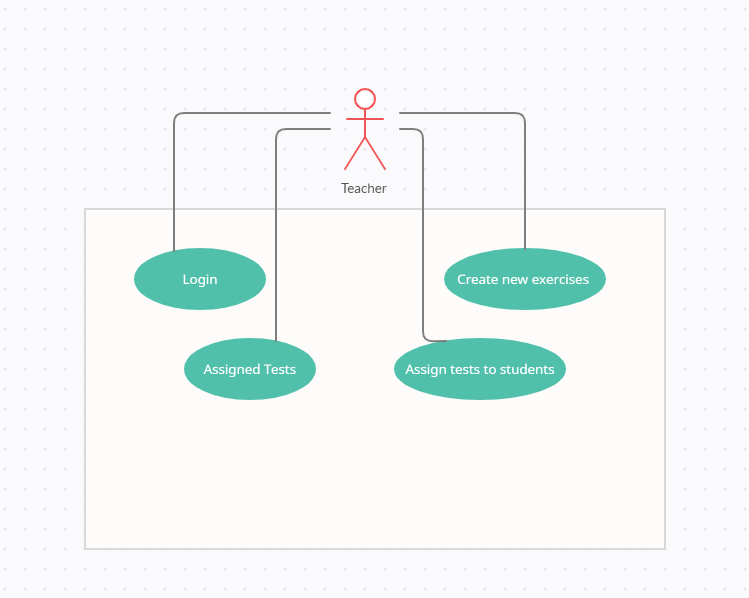 Teacher
Login
Create new exercises
Assigned Tests
Assign tests to students